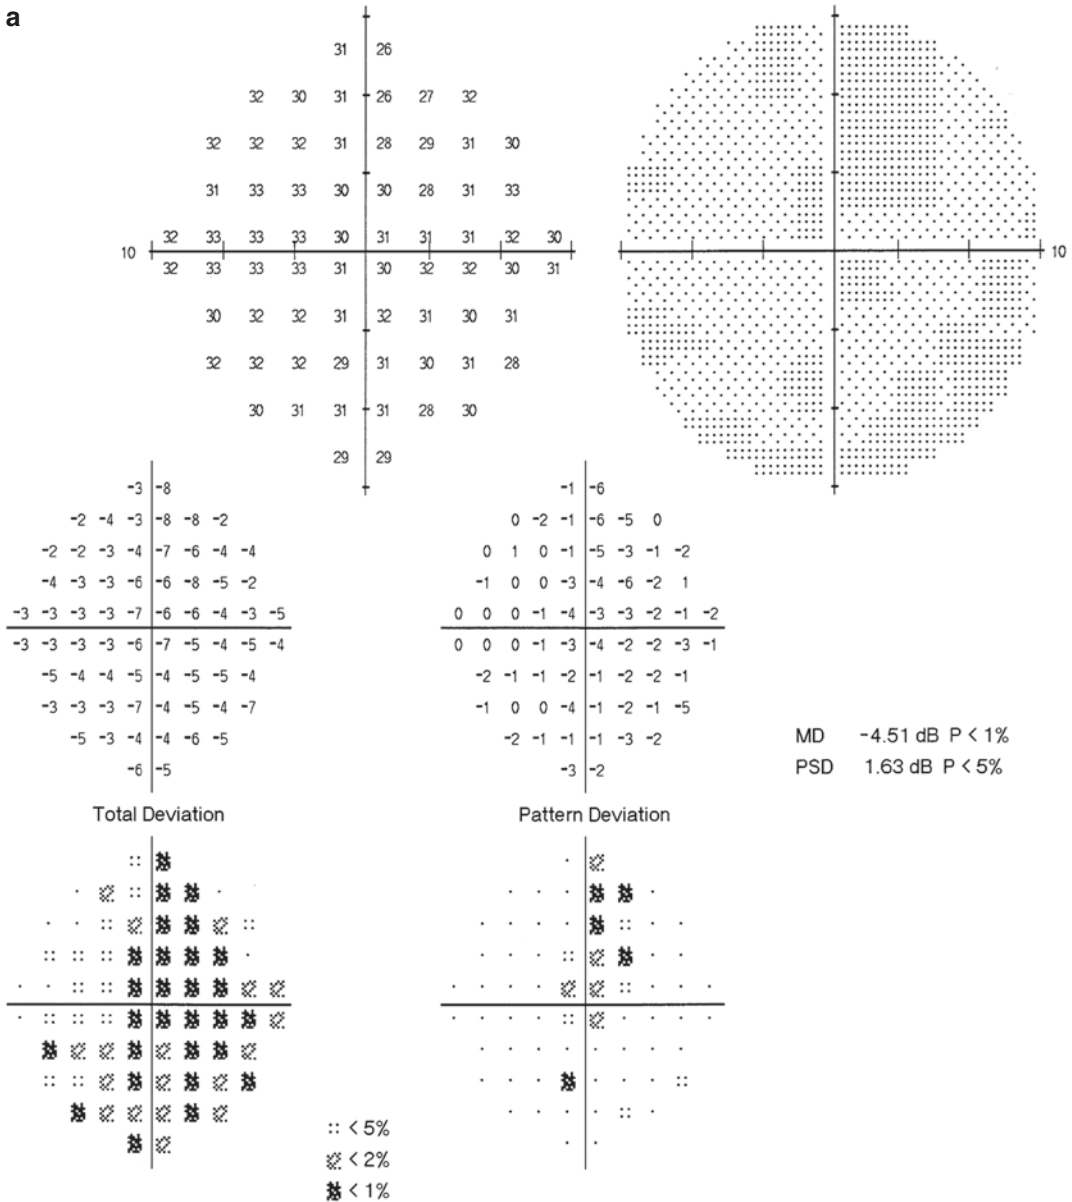 a
31 26
32 30 31 26 27 32
32 32 32 31 28 29 31 30
31 33 33 30 30 28 31 33
32 33 33 33 30 31 31 31 32 30
10 10
32 33 33 33 31 30 32 32 30 31
30 32 32 31 32 31 30 31
32 32 32 29 31 30 31 28
30 31 31 31 28 30
29 29
-3 -8
-2 -4 -3 -8 -8 -2
-2 -2 -3 -4 -7 -6 -4 -4
-4 -3 -3 -6 -6 -8 -5 -2
-3 -3 -3 -3 -7 -6 -6 -4 -3 -5
-3 -3 -3 -3 -6 -7 -5 -4 -5 -4
-5 -4 -4 -5 -4 -5 -5 -4
-3 -3 -3 -7 -4 -5 -4 -7
-5 -3 -4 -4 -6 -5
-6 -5
Total Deviation
-1 -6
0 -2 -1 -6 -5 0
0 1 0 -1 -5 -3 -1 -2
-1 0 0 -3 -4 -6 -2 1
0 0 0 -1 -4 -3 -3 -2 -1 -2
0 0 0 -1 -3 -4 -2 -2 -3 -1
-2 -1 -1 -2 -1 -2 -2 -1
-1 0 0 -4 -1 -2 -1 -5
-2 -1 -1 -1 -3 -2
-3 -2
Pattern Deviation
MD -4.51 dB P < 1%
PSD 1.63 dB P < 5%
< 5%
< 2%
< 1%